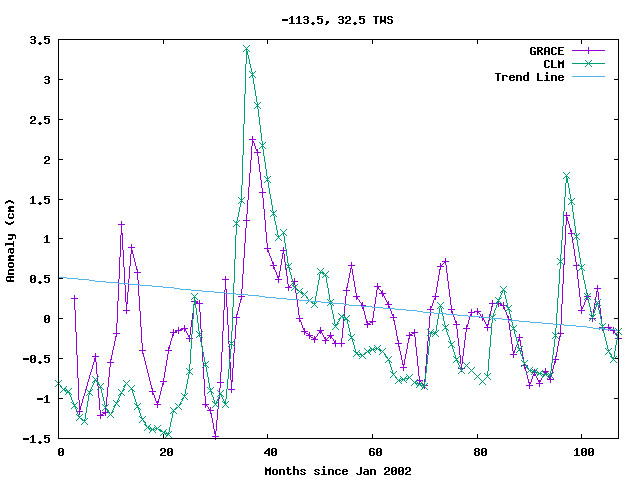 -113.5, 32.5 TWS
GRACE
CLM
Trend Line
3.5
3
2.5
2
1.5
1
0.5
0
-0.5
-1
-1.5
Anomaly (cm)
0 20 40 60 80 100
Months since Jan 2002